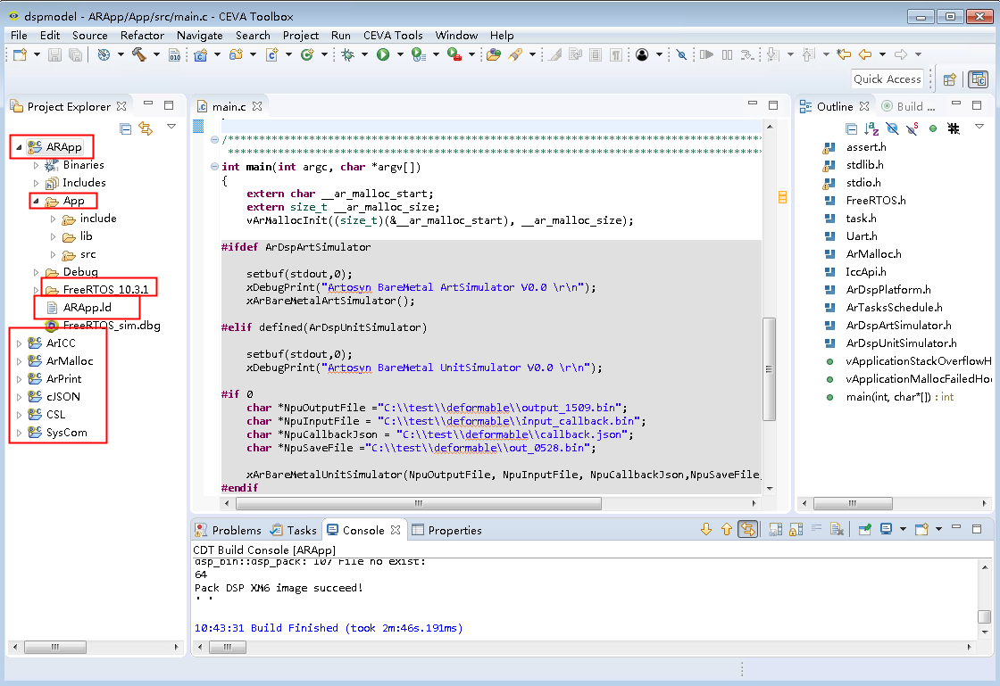 dspmodel - ARApp/App/src/main.c - CEVA Toolbox
File Edit Source Refactor Navigate Search Project Run CEVA Tools Window Help
Quick Access
Project Explorer
ARApp
Binaries
Includes
App
include
lib
src
Debug
FreeRTOS_10.3.1
ARApp.ld
FreeRTOS_sim.dbg
ArICC
ArMalloc
ArPrint
cJSON
CSL
SysCom
main.c
/************************************************************************************
************************************************************************************
int main(int argc, char *argv[])
{
extern char __ar_malloc_start;
extern size_t __ar_malloc_size;
vArMallocInit((size_t)(&__ar_malloc_start), __ar_malloc_size);
#ifdef ArDspArtSimulator
setbuf(stdout,0);
xDebugPrint("Artosyn BareMetal ArtSimulator V0.0 \r\n");
xArBareMetalArtSimulator();
#elif defined(ArDspUnitSimulator)
setbuf(stdout,0);
xDebugPrint("Artosyn BareMetal UnitSimulator V0.0 \r\n");
#if 0
char *NpuOutputFile ="C:\\test\\deformable\\output_1509.bin";
char *NpuInputFile = "C:\\test\\deformable\\input_callback.bin";
char *NpuCallbackJson = "C:\\test\\deformable\\callback.json";
char *NpuSaveFile ="C:\\test\\deformable\\out_0528.bin";
xArBareMetalUnitSimulator(NpuOutputFile, NpuInputFile, NpuCallbackJson,NpuSaveFile,
#endif
Outline
Build ...
assert.h
stdlib.h
stdio.h
FreeRTOS.h
task.h
Uart.h
ArMalloc.h
IccApi.h
ArDspPlatform.h
ArTasksSchedule.h
ArDspArtSimulator.h
ArDspUnitSimulator.h
vApplicationStackOverflowH
vApplicationMallocFailedHoo
main(int, char*[]) : int
Problems Tasks Console Properties
CDT Build Console [ARApp]
dsp_bin::dsp_pack: 107 File no exist:
64
Pack DSP XM6 image succeed!
' '
10:43:31 Build Finished (took 2m:46s.191ms)